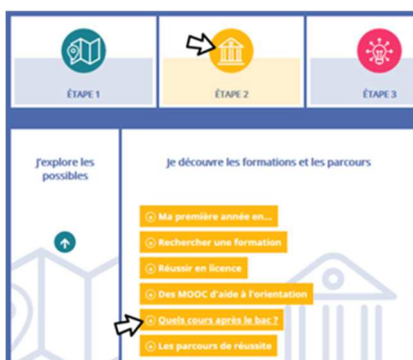 ÉTAPE 1
ÉTAPE 2
ÉTAPE 3
J'explore les
possibles
Je découvre les formations et les parcours
Ma première année en...
Rechercher une formation
Réussir en licence
Des MOOC d'aide à l'orientation
Quels cours après le bac ?
Les parcours de réussite